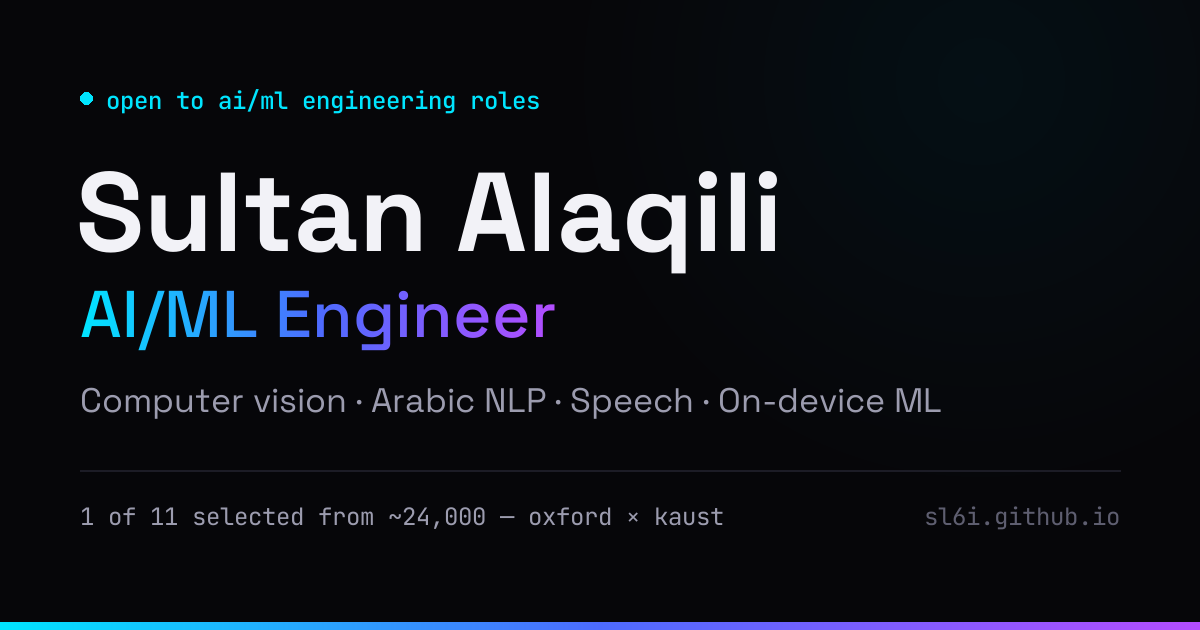 open to ai/ml engineering roles
Sultan Alaqili
AI/ML Engineer
Computer vision · Arabic NLP · Speech · On-device ML
1 of 11 selected from ~24,000 — oxford × kaust
sl6i.github.io